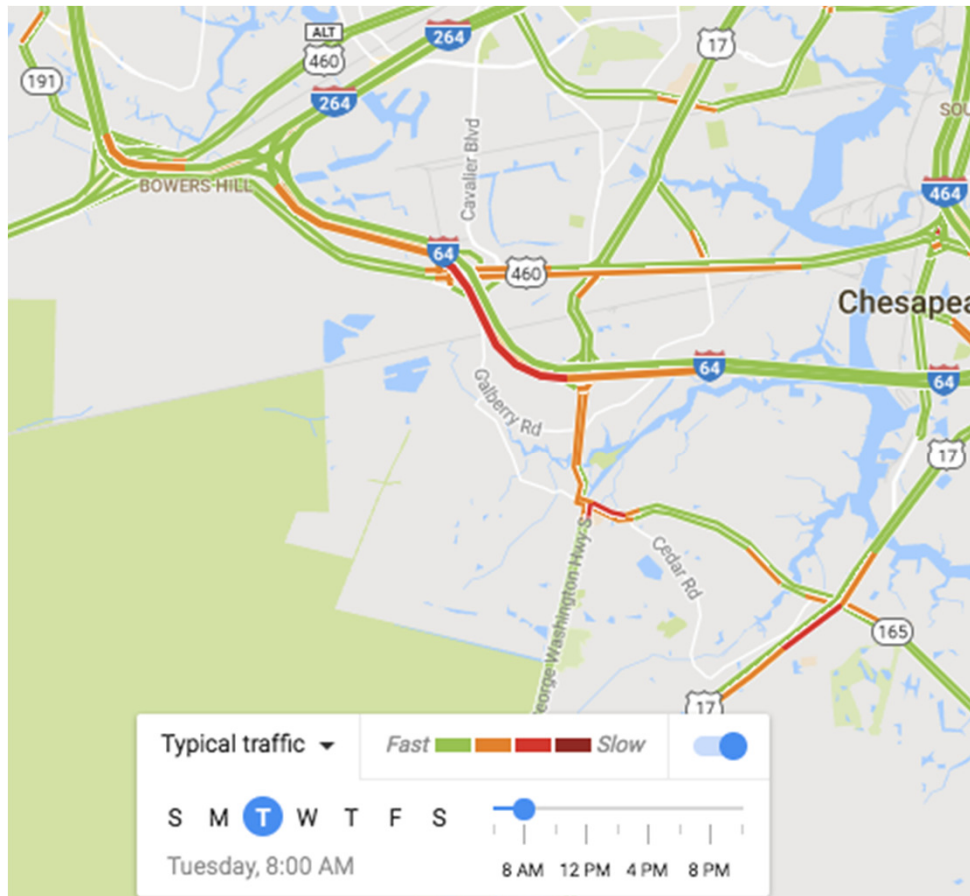 ALT
460
264
17
191
264
SOU
BOWERS HILL
Cavalier Blvd
464
64
460
Chesapea
64
64
Galberry Rd
17
George Washington Hwy S
Cedar Rd
165
17
Typical traffic
Fast
Slow
S M T W T F S
Tuesday, 8:00 AM
8 AM 12 PM 4 PM 8 PM